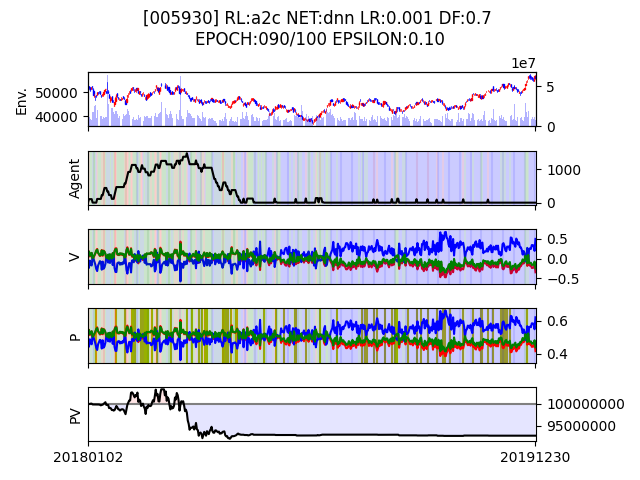 [005930] RL:a2c NET:dnn LR:0.001 DF:0.7
EPOCH:090/100 EPSILON:0.10
1e7
Env.
50000
40000
5
0
Agent
1000
0
V
0.5
0.0
−0.5
P
0.6
0.4
PV
100000000
95000000
20180102
20191230